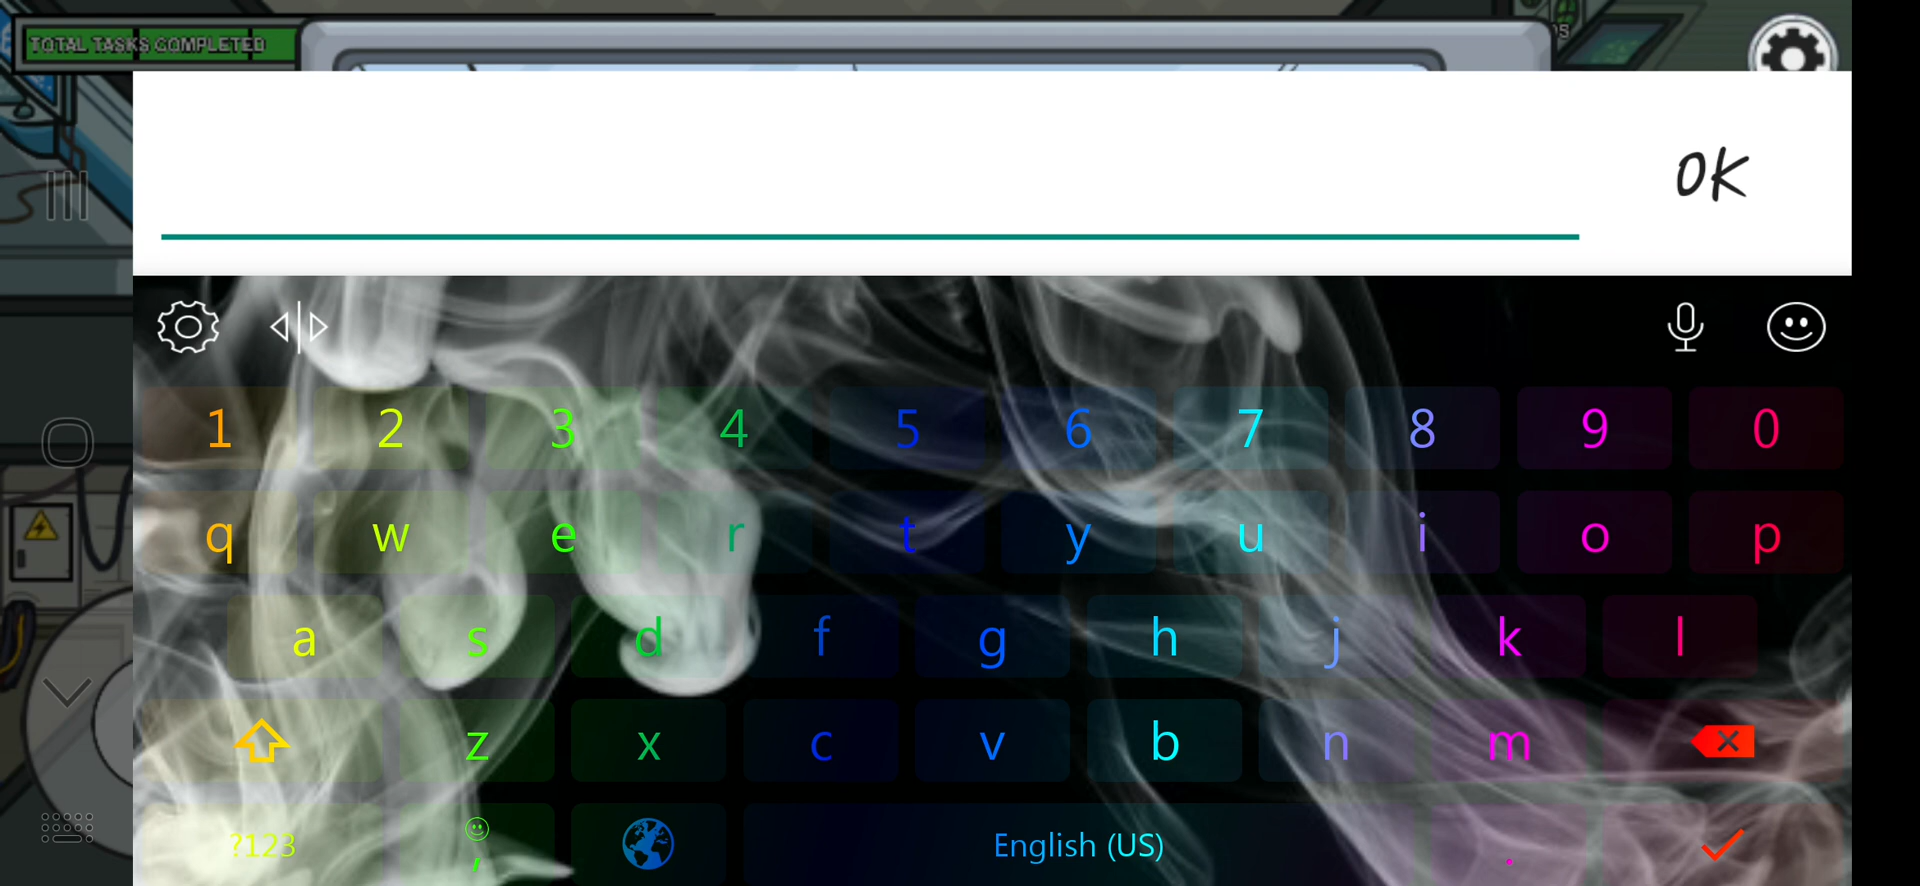 TOTAL TASKS COMPLETED
OK
1 2 3 4 5 6 7 8 9 0
q w e r t y u i o p
a s d f g h j k l
z x c v b n m
?123 , English (US) .